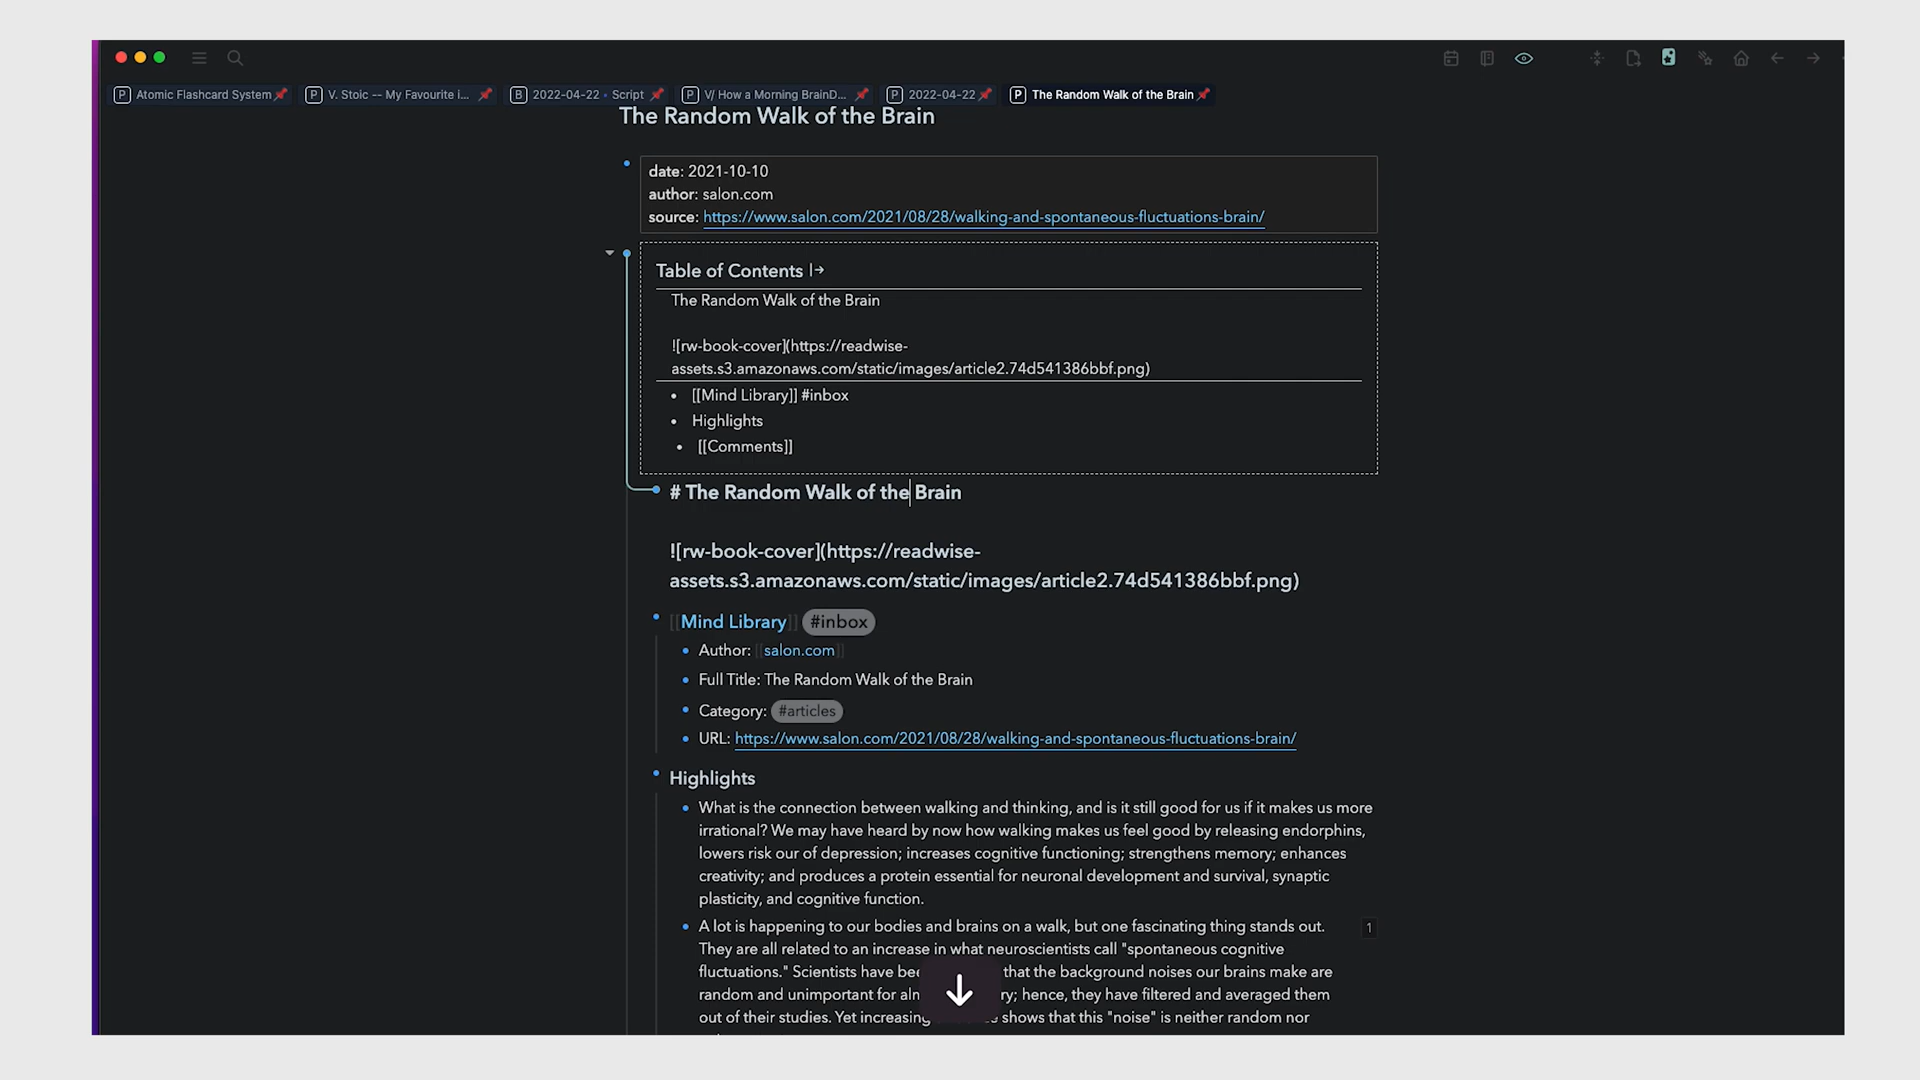 P Atomic Flashcard System P V. Stoic -- My Favourite i... B 2022-04-22 • Script P V/ How a Morning BrainD... P 2022-04-22 P The Random Walk of the Brain
The Random Walk of the Brain
date: 2021-10-10
author: salon.com
source: https://www.salon.com/2021/08/28/walking-and-spontaneous-fluctuations-brain/
Table of Contents |→
The Random Walk of the Brain
![rw-book-cover](https://readwise-
assets.s3.amazonaws.com/static/images/article2.74d541386bbf.png)
• [[Mind Library]] #inbox
• Highlights
• [[Comments]]
# The Random Walk of the Brain
![rw-book-cover](https://readwise-
assets.s3.amazonaws.com/static/images/article2.74d541386bbf.png)
[[Mind Library]] #inbox
• Author: [[salon.com]]
• Full Title: The Random Walk of the Brain
• Category: #articles
• URL: https://www.salon.com/2021/08/28/walking-and-spontaneous-fluctuations-brain/
Highlights
• What is the connection between walking and thinking, and is it still good for us if it makes us more
irrational? We may have heard by now how walking makes us feel good by releasing endorphins,
lowers risk our of depression; increases cognitive functioning; strengthens memory; enhances
creativity; and produces a protein essential for neuronal development and survival, synaptic
plasticity, and cognitive function.
• A lot is happening to our bodies and brains on a walk, but one fascinating thing stands out. 1
They are all related to an increase in what neuroscientists call "spontaneous cognitive
fluctuations." Scientists have that the background noises our brains make are
random and unimportant for hence, they have filtered and averaged them
out of their studies. Yet increasing shows that this "noise" is neither random nor